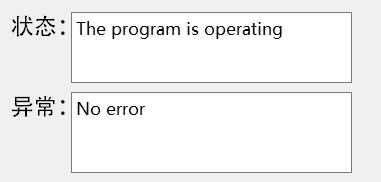 状态：The program is operating
异常：No error